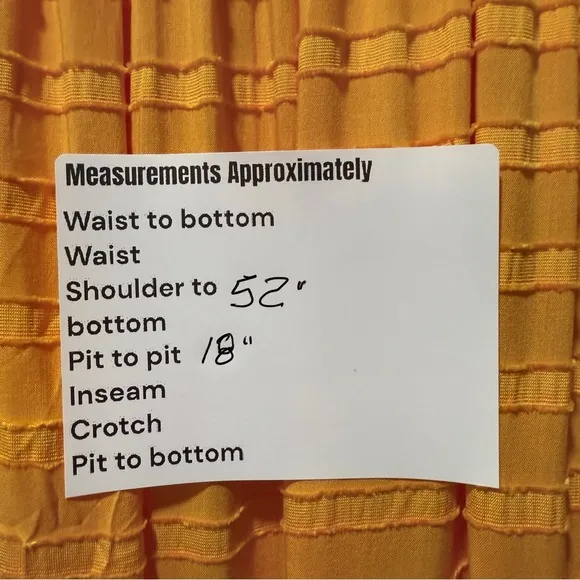 Measurements Approximately
Waist to bottom
Waist
Shoulder to 52"
bottom
Pit to pit 18"
Inseam
Crotch
Pit to bottom